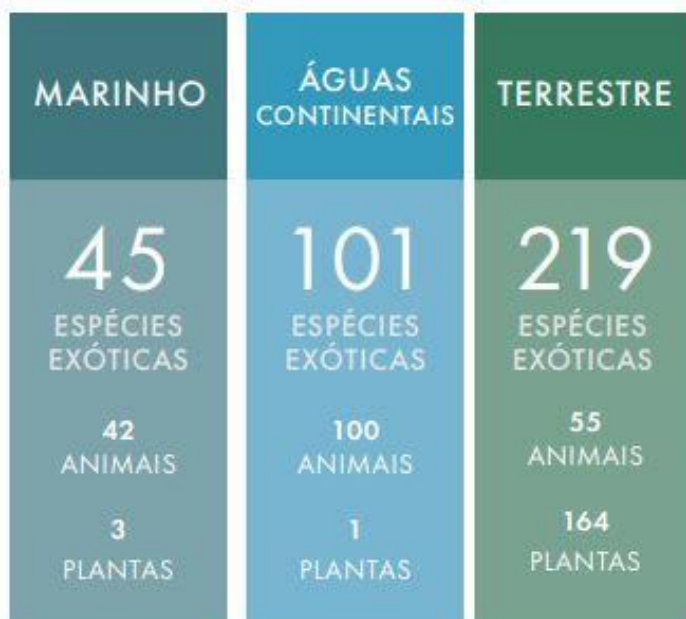 MARINHO
45
ESPÉCIES
EXÓTICAS
42
ANIMAIS
3
PLANTAS
ÁGUAS
CONTINENTAIS
101
ESPÉCIES
EXÓTICAS
100
ANIMAIS
1
PLANTAS
TERRESTRE
219
ESPÉCIES
EXÓTICAS
55
ANIMAIS
164
PLANTAS